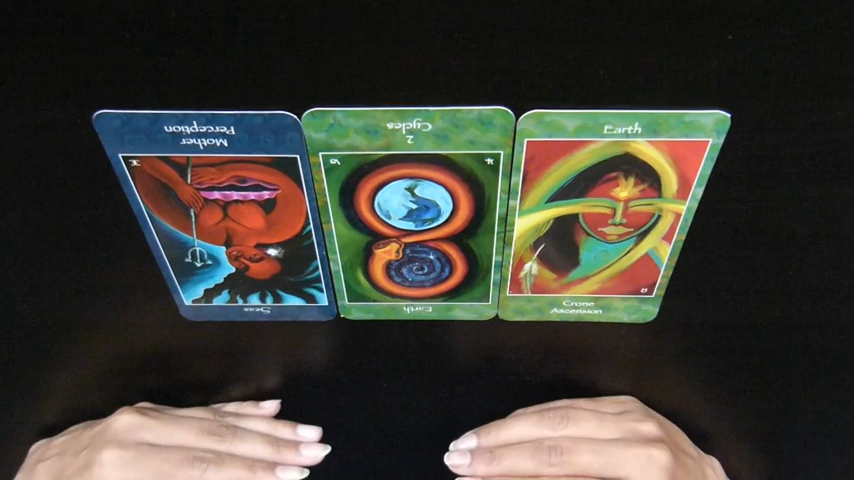 Mother
Perception
Seas
2
Cycles
Earth
Earth
Crone
Ascension